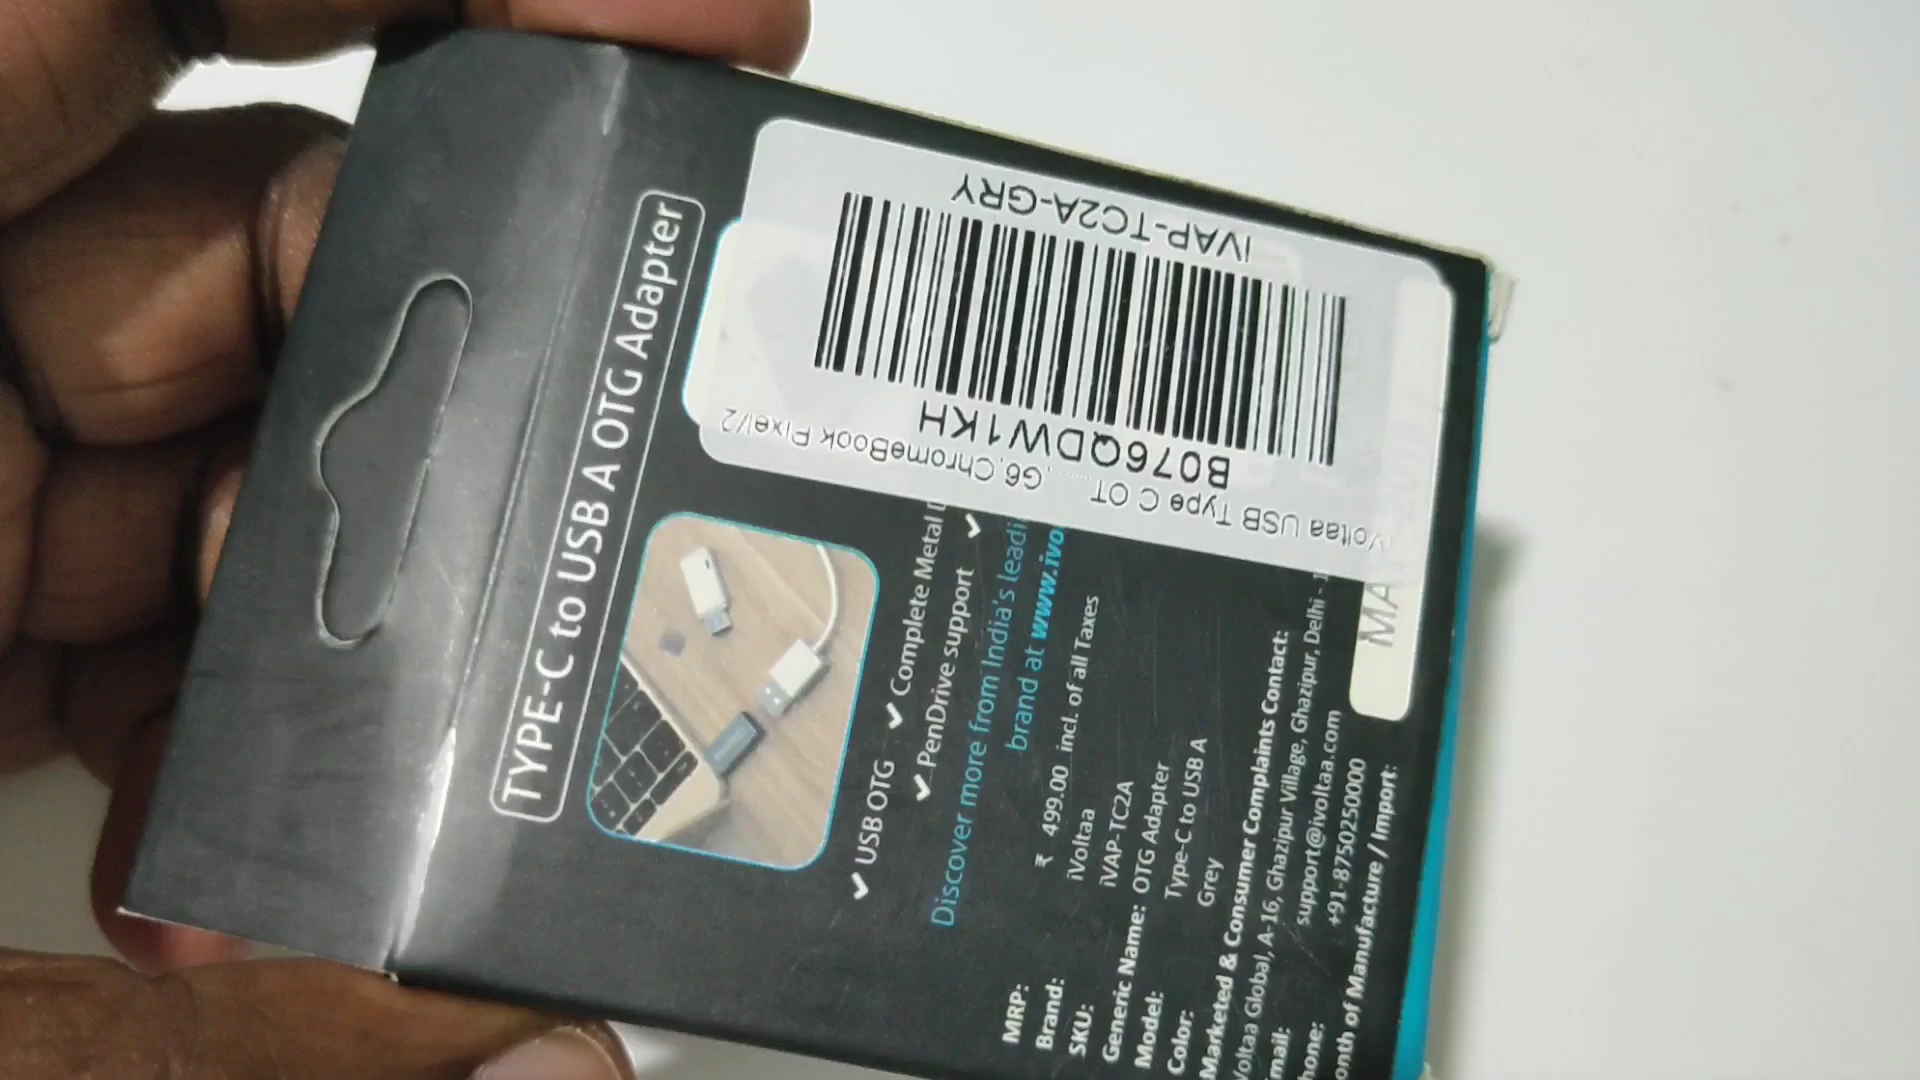 TYPE-C to USB A OTG Adapter
USB OTG
Complete Metal
PenDrive support
Discover more from India's
brand at www.ivo
MRP: ₹ 499.00 incl. of all Taxes
Brand: iVoltaa
SKU: iVAP-TC2A
Generic Name: OTG Adapter
Model: Type-C to USB A
Color: Grey
Marketed & Consumer Complaints Contact:
Voltaa Global, A-16, Ghazipur Village, Ghazipur, Delhi -
mail: support@ivoltaa.com
hone: +91-8750250000
onth of Manufacture / Import:
iVAP-TC2A-GRY
B076QDW1KH
Voltaa USB Type C OT..... G6,ChromeBook Pixel/2